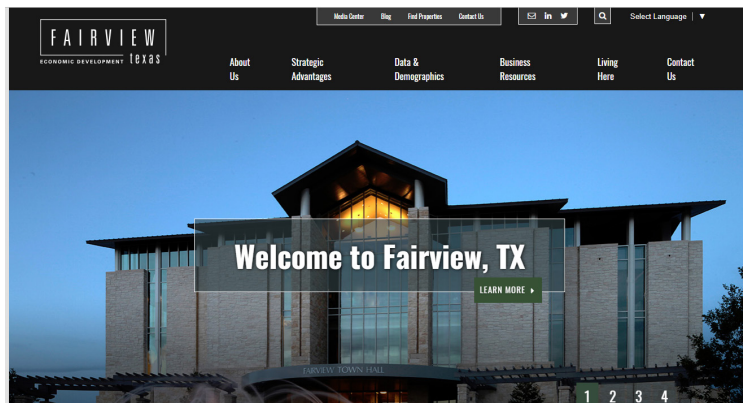 Media Center Blog Find Properties Contact Us
Select Language ▼
FAIRVIEW
ECONOMIC DEVELOPMENT texas
About Us
Strategic Advantages
Data & Demographics
Business Resources
Living Here
Contact Us
Welcome to Fairview, TX
LEARN MORE
FAIRVIEW TOWN HALL
1 2 3 4